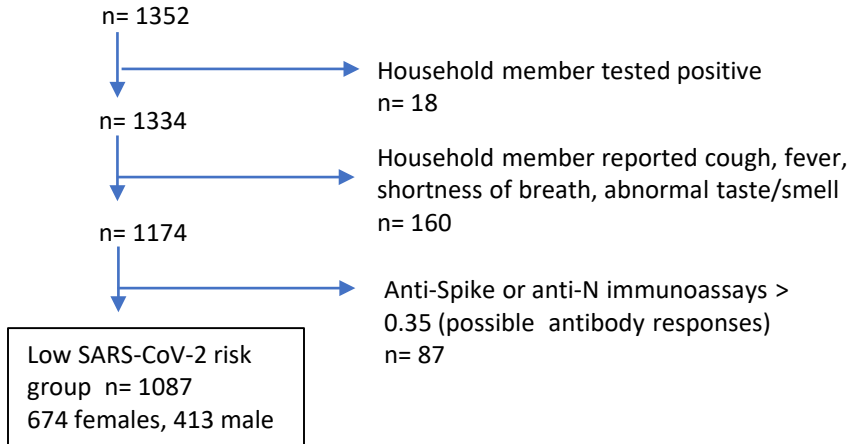 n= 1352
Household member tested positive
n= 18
n= 1334
Household member reported cough, fever,
shortness of breath, abnormal taste/smell
n= 160
n= 1174
Anti-Spike or anti-N immunoassays >
0.35 (possible antibody responses)
n= 87
Low SARS-CoV-2 risk
group n= 1087
674 females, 413 male